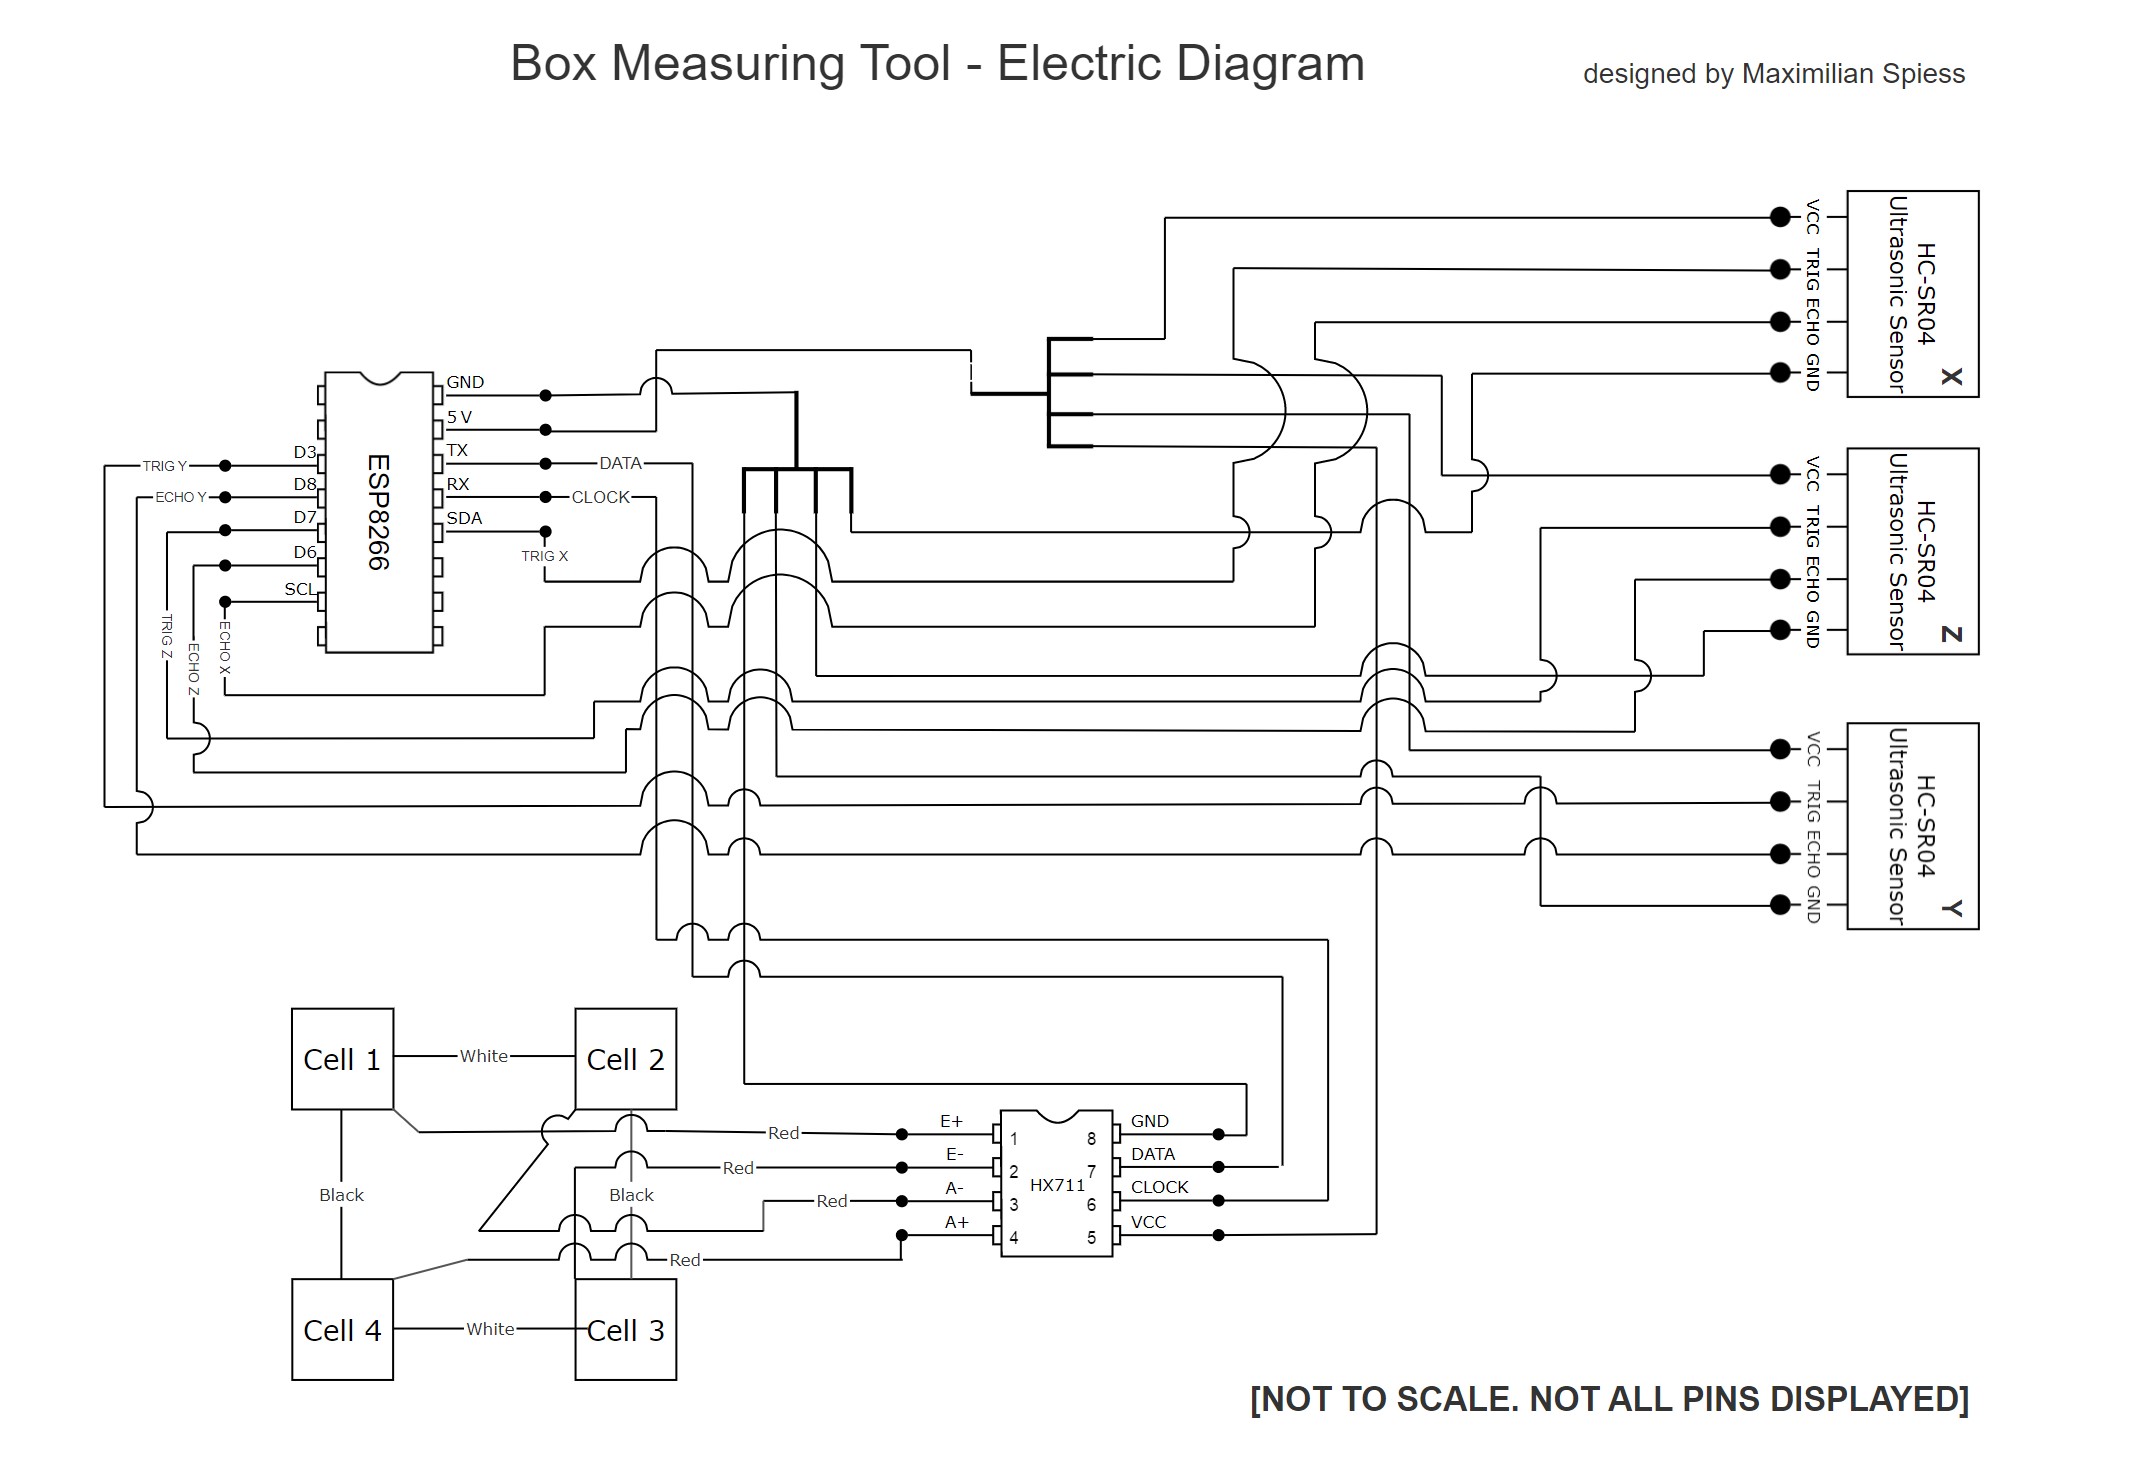 Box Measuring Tool - Electric Diagram
designed by Maximilian Spiess
VCC
TRIG
ECHO
GND
Ultrasonic Sensor
HC-SR04
X
GND
5 V
TX
RX
SDA
D3
D8
D7
D6
SCL
ESP8266
TRIG Y
ECHO Y
TRIG Z
ECHO Z
ECHO X
DATA
CLOCK
TRIG X
VCC
TRIG
ECHO
GND
Ultrasonic Sensor
HC-SR04
Z
VCC
TRIG
ECHO
GND
Ultrasonic Sensor
HC-SR04
Y
Cell 1
White
Cell 2
Black
Black
Cell 4
White
Cell 3
Red
Red
Red
Red
E+
E-
A-
A+
1
2
3
4
HX711
8
7
6
5
GND
DATA
CLOCK
VCC
[NOT TO SCALE. NOT ALL PINS DISPLAYED]